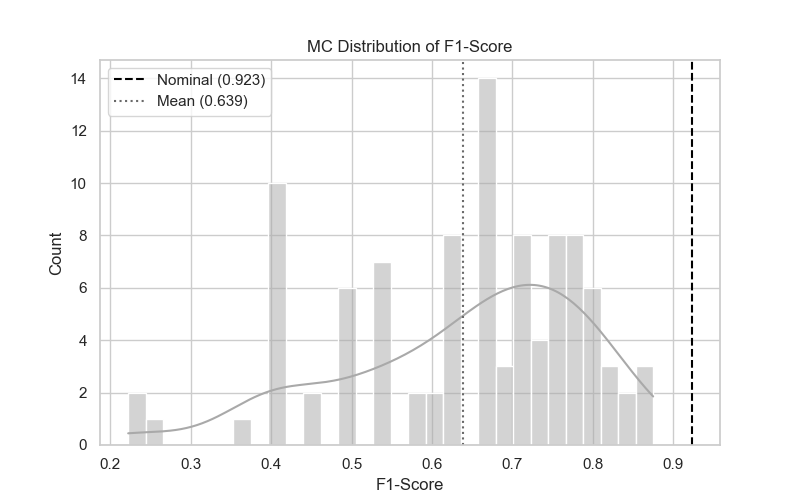 MC Distribution of F1-Score
Nominal (0.923)
Mean (0.639)
14
12
10
8
6
4
2
0
Count
0.2 0.3 0.4 0.5 0.6 0.7 0.8 0.9
F1-Score